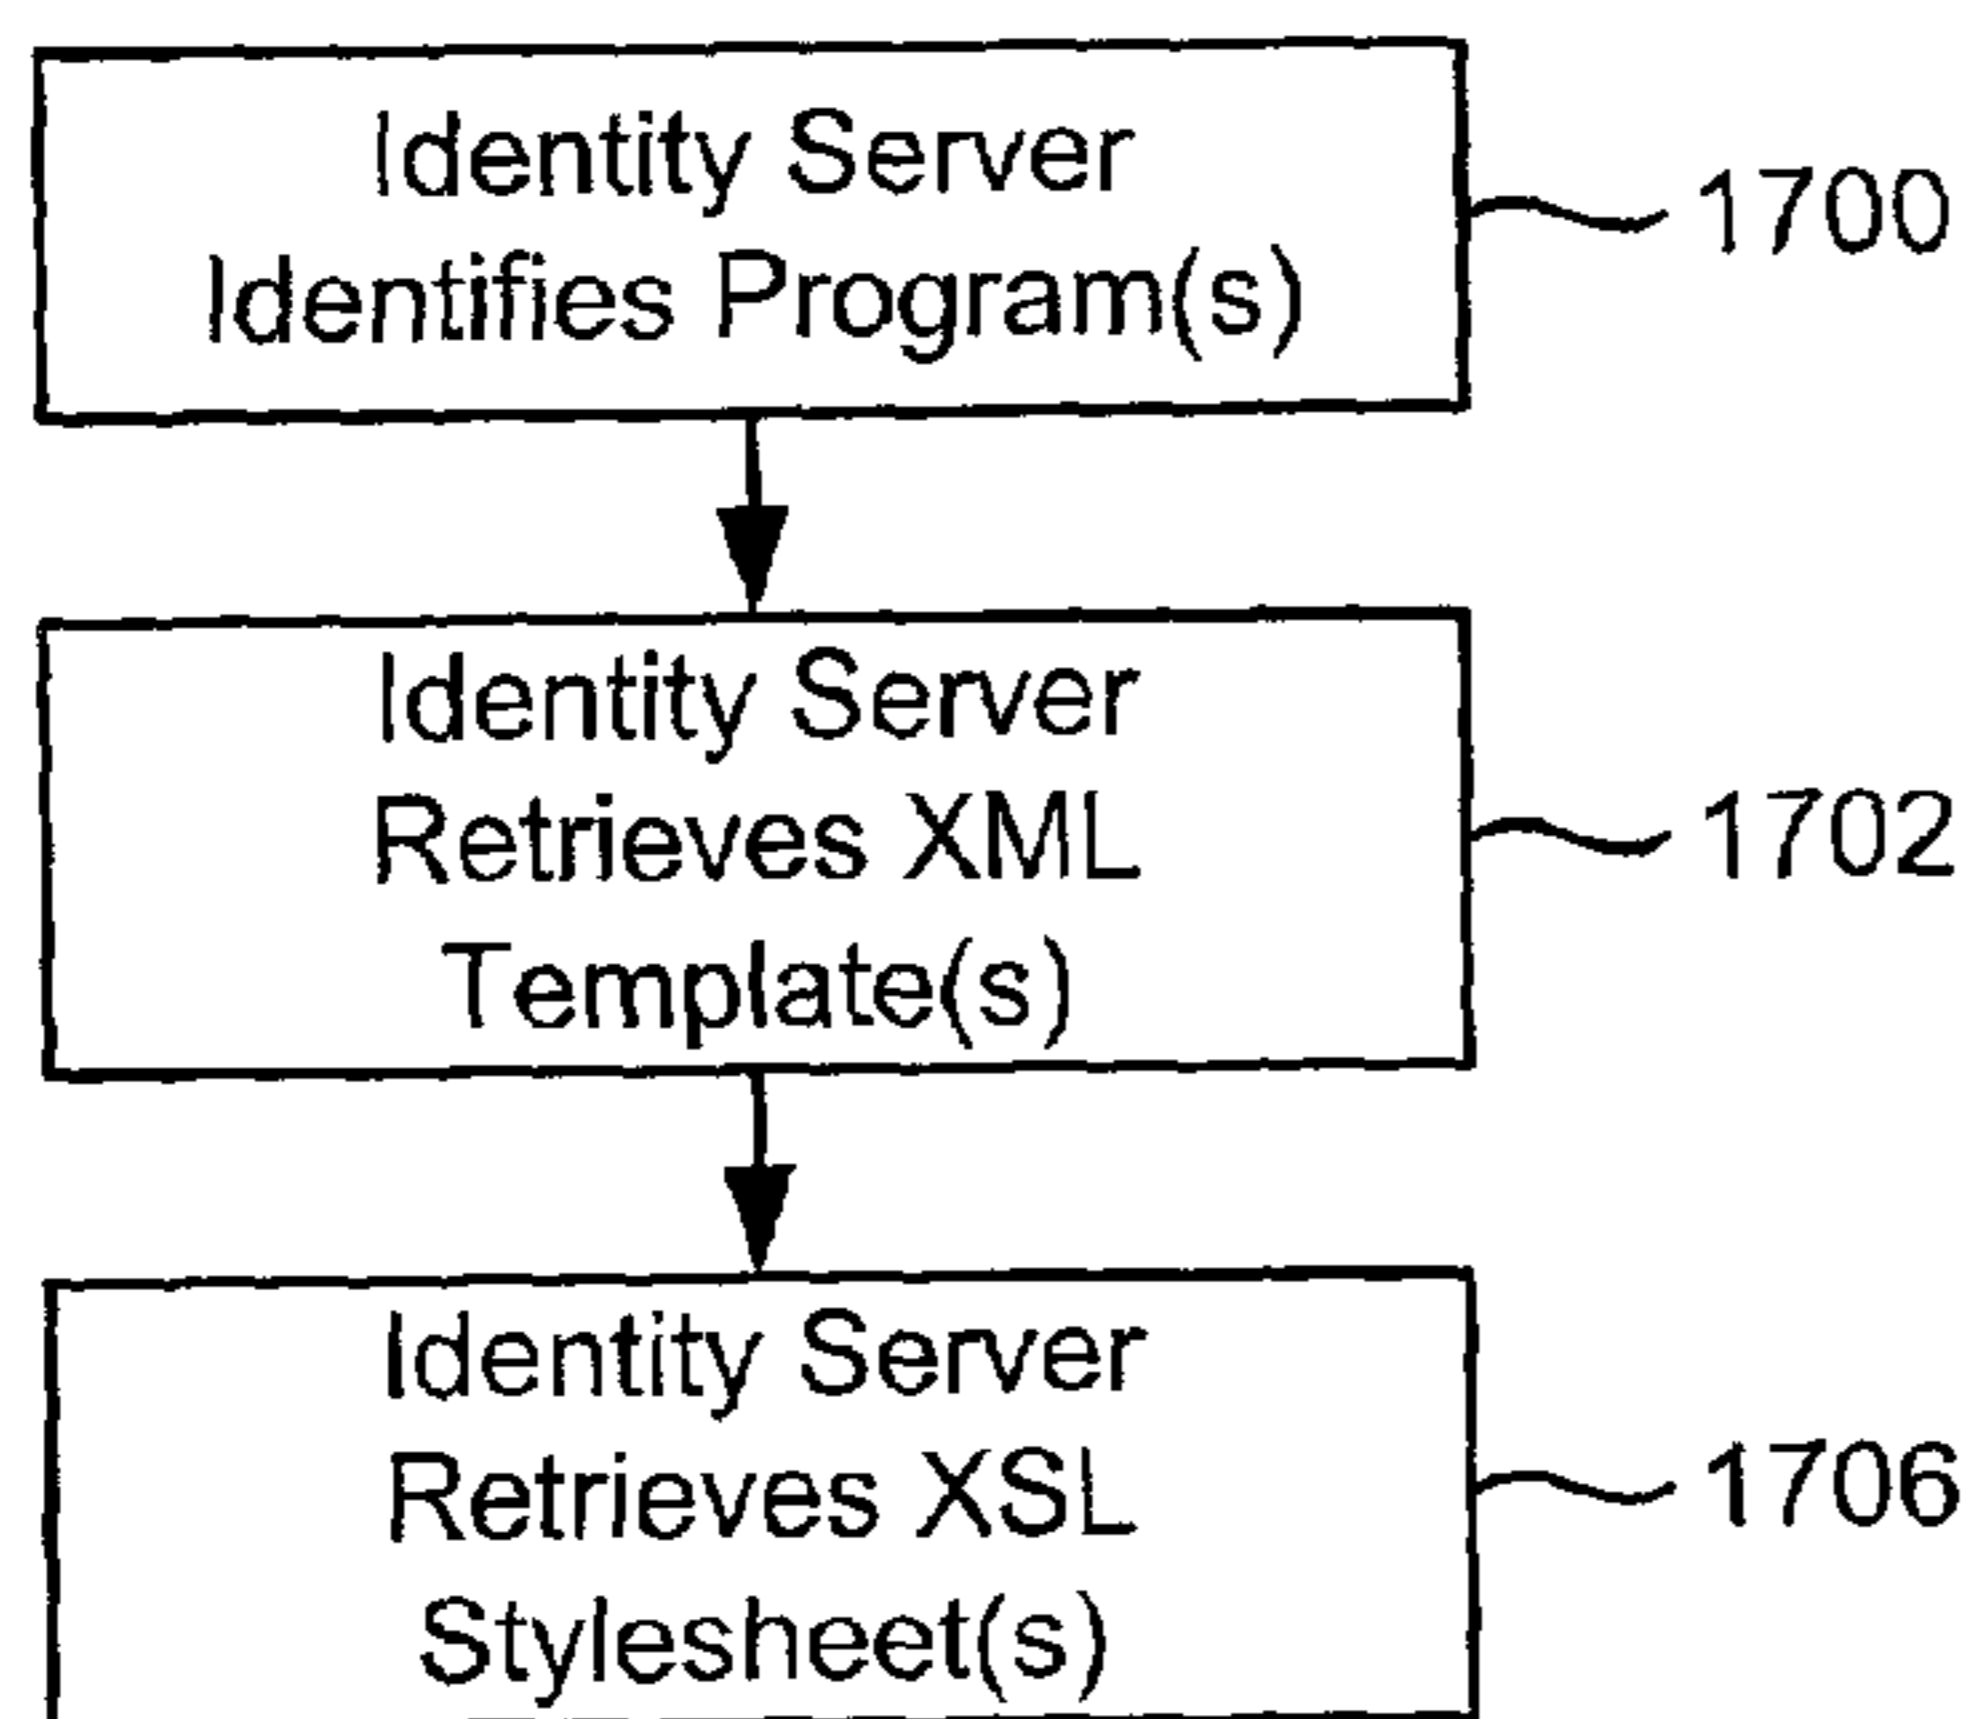 Identity Server
Identifies Program(s)
1700
Identity Server
Retrieves XML
Template(s)
1702
Identity Server
Retrieves XSL
Stylesheet(s)
1706